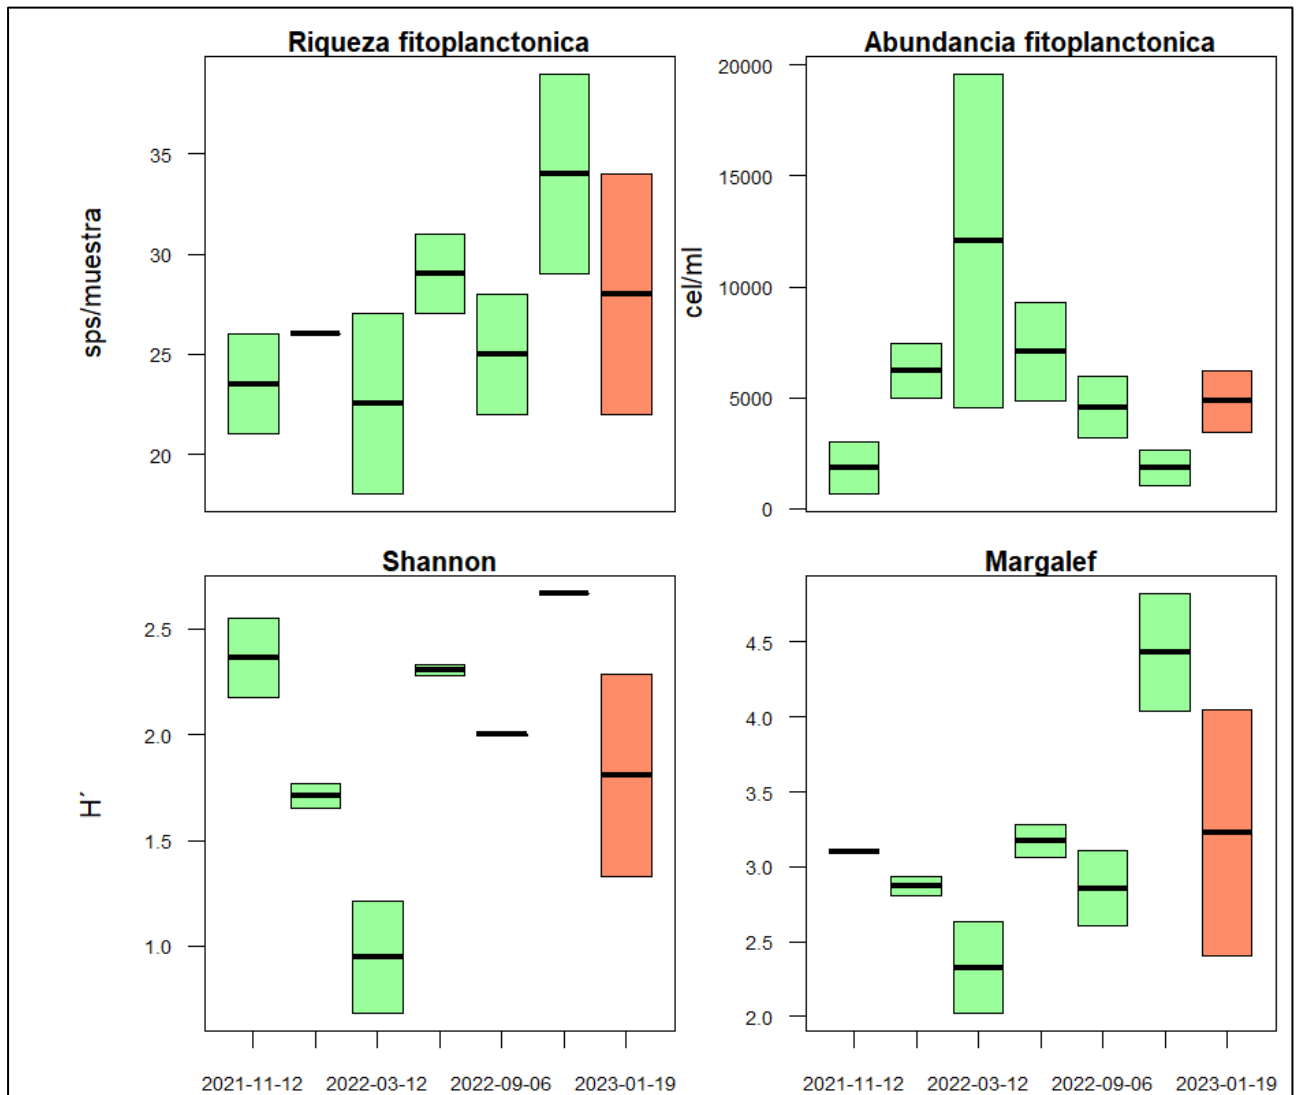 Riqueza fitoplanctonica
Abundancia fitoplanctonica
sps/muestra
35
30
25
20
cel/ml
20000
15000
10000
5000
0
Shannon
Margalef
H´
2.5
2.0
1.5
1.0
4.5
4.0
3.5
3.0
2.5
2.0
2021-11-12 2022-03-12 2022-09-06 2023-01-19
2021-11-12 2022-03-12 2022-09-06 2023-01-19